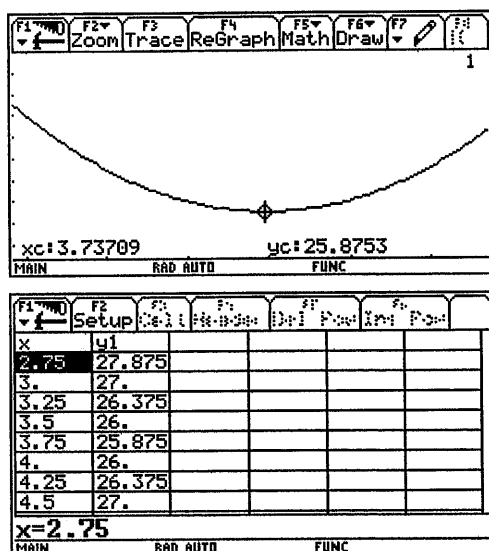 F1 F2 Zoom F3 Trace F4 ReGraph F5 Math F6 Draw F7
1
xc:3.73709 yc:25.8753
MAIN RAD AUTO FUNC
F1 F2 Setup
x y1
2.75 27.875
3. 27.
3.25 26.375
3.5 26.
3.75 25.875
4. 26.
4.25 26.375
4.5 27.
x=2.75
MAIN RAD AUTO FUNC